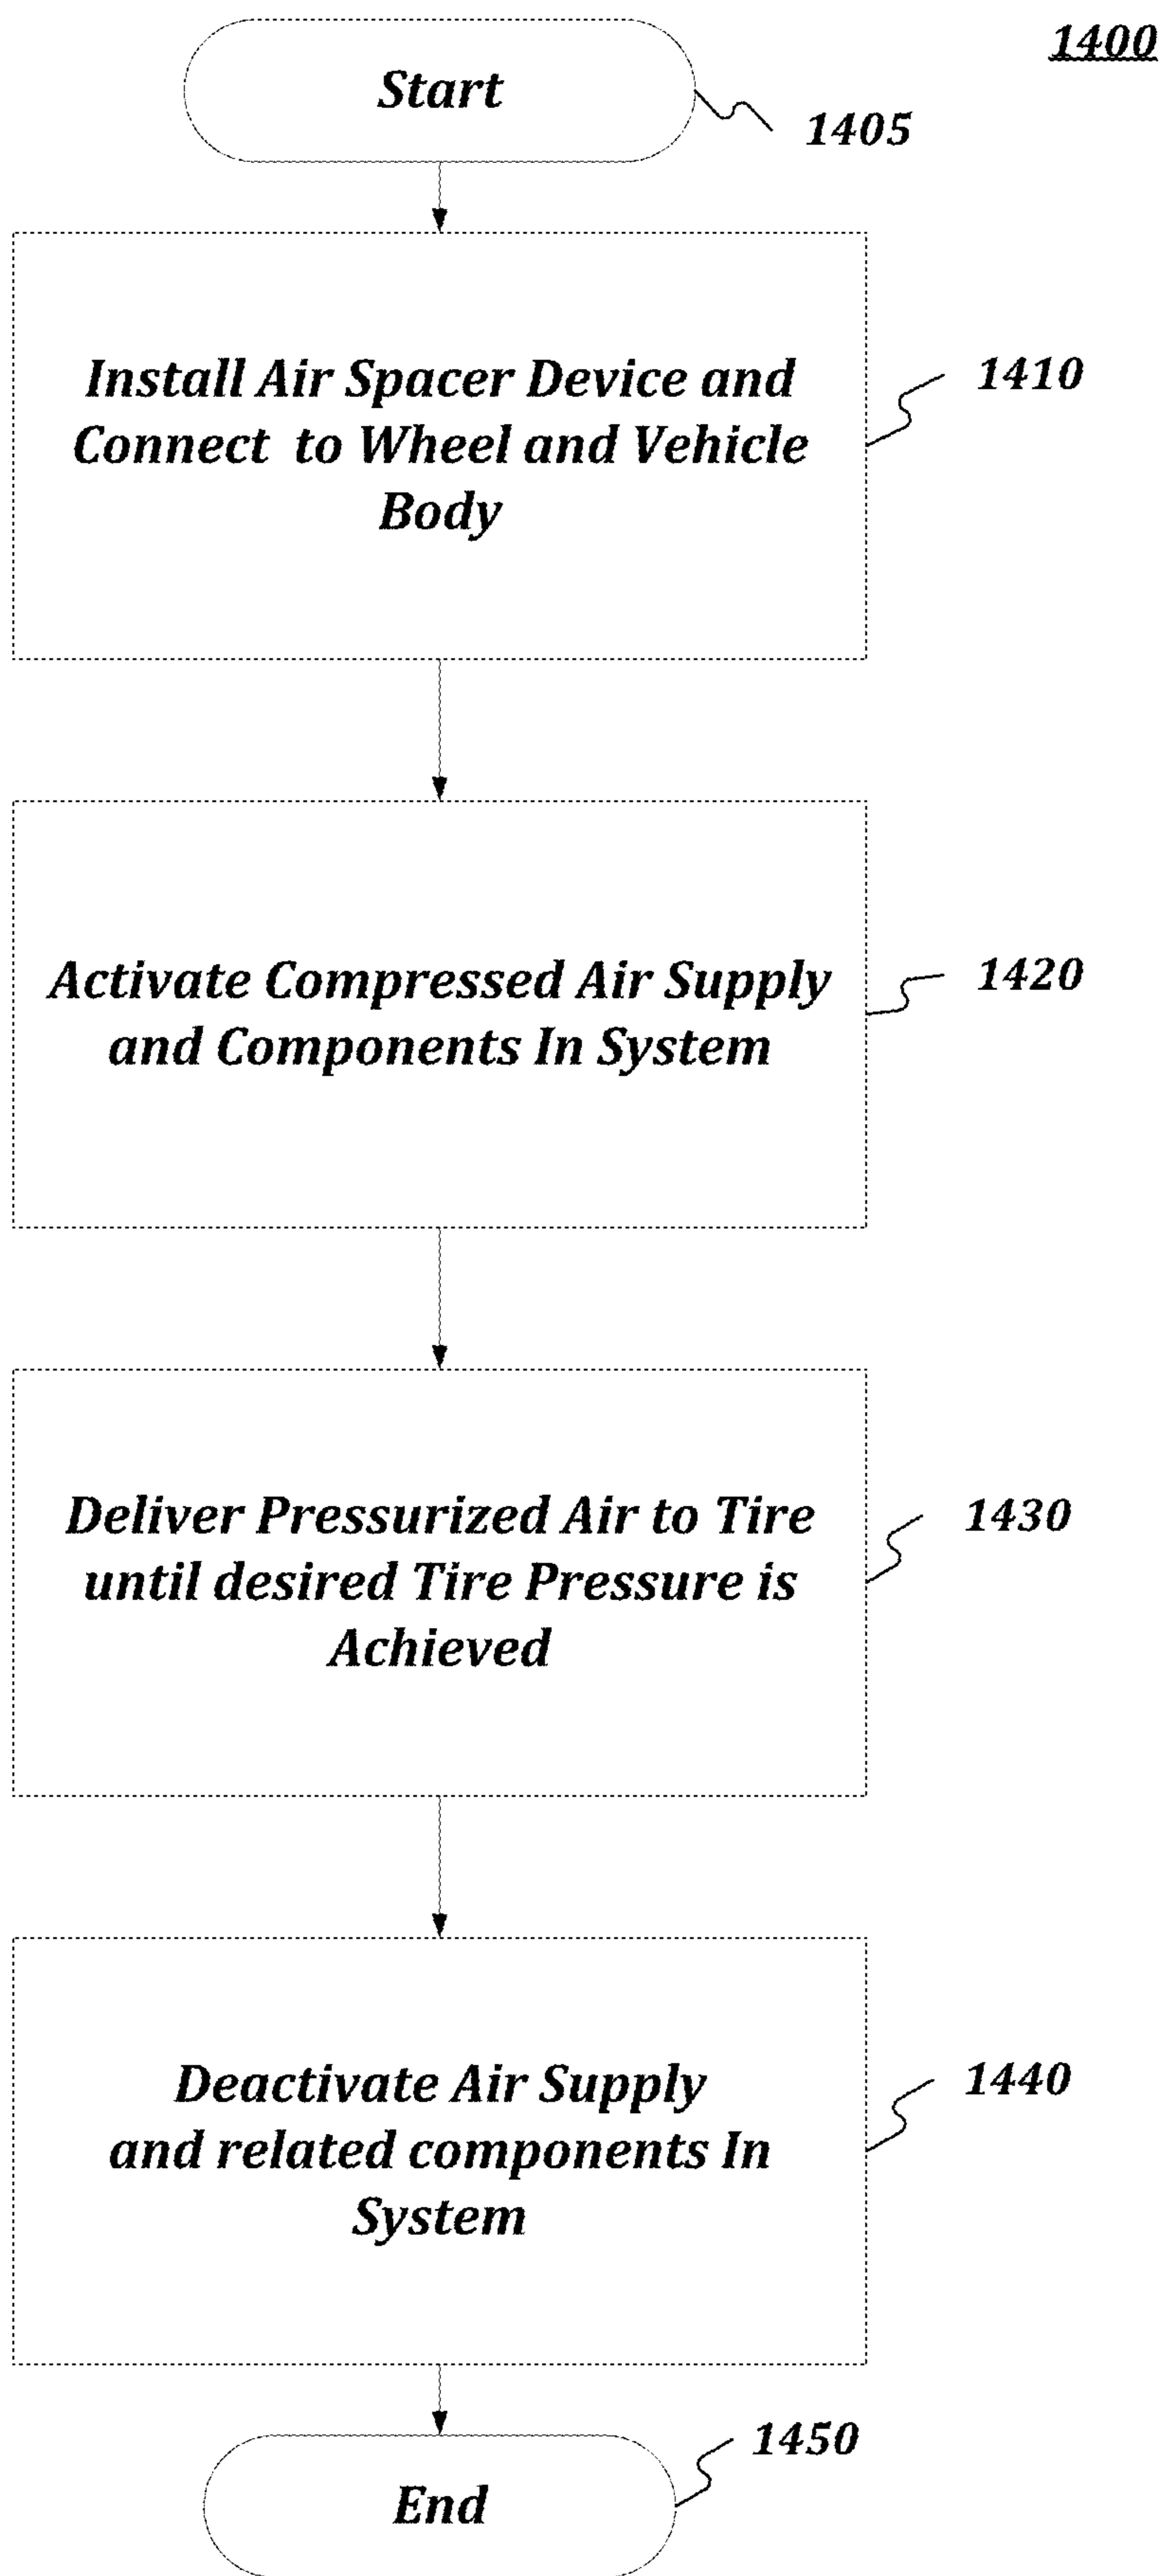 1400
Start
1405
Install Air Spacer Device and
Connect to Wheel and Vehicle
Body
1410
Activate Compressed Air Supply
and Components In System
1420
Deliver Pressurized Air to Tire
until desired Tire Pressure is
Achieved
1430
Deactivate Air Supply
and related components In
System
1440
End
1450